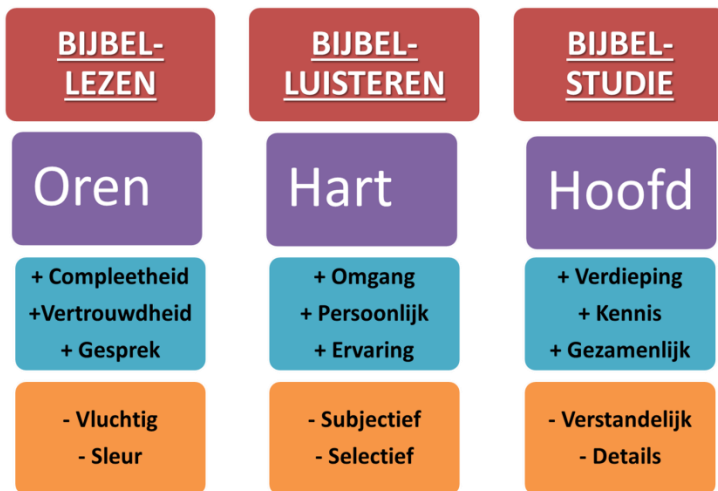 BIJBEL-
LEZEN
Oren
+ Compleetheid
+Vertrouwdheid
+ Gesprek
- Vluchtig
- Sleur
BIJBEL-
LUISTEREN
Hart
+ Omgang
+ Persoonlijk
+ Ervaring
- Subjectief
- Selectief
BIJBEL-
STUDIE
Hoofd
+ Verdieping
+ Kennis
+ Gezamenlijk
- Verstandelijk
- Details